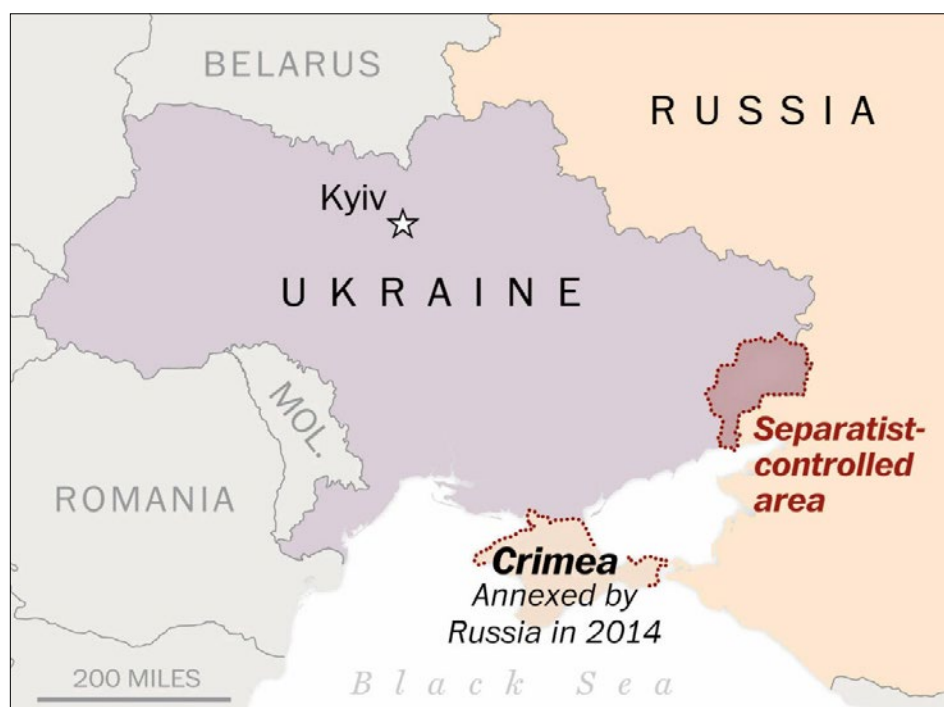 BELARUS
RUSSIA
Kyiv
UKRAINE
MOL.
Separatist-
controlled
area
ROMANIA
Crimea
Annexed by
Russia in 2014
200 MILES
Black Sea